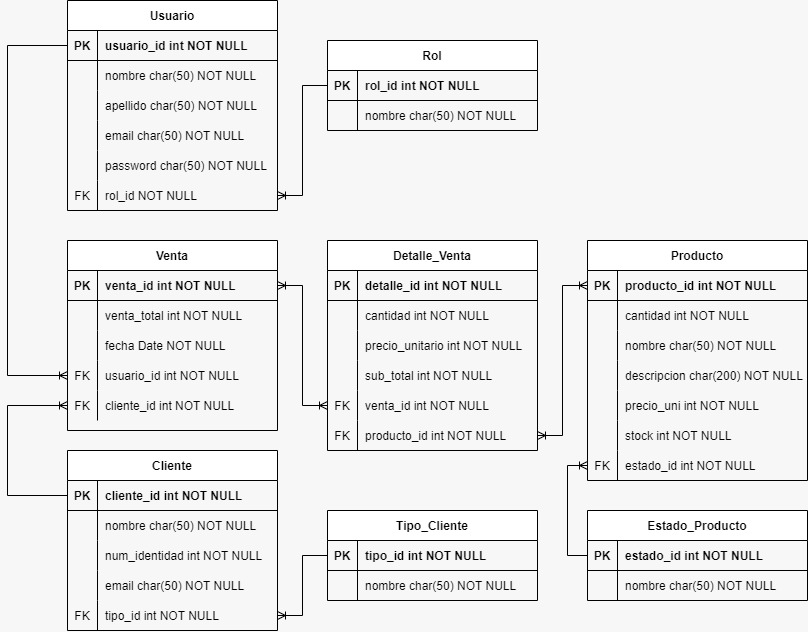 Usuario
PK usuario_id int NOT NULL
nombre char(50) NOT NULL
apellido char(50) NOT NULL
email char(50) NOT NULL
password char(50) NOT NULL
FK rol_id NOT NULL
Rol
PK rol_id int NOT NULL
nombre char(50) NOT NULL
Venta
PK venta_id int NOT NULL
venta_total int NOT NULL
fecha Date NOT NULL
FK usuario_id int NOT NULL
FK cliente_id int NOT NULL
Detalle_Venta
PK detalle_id int NOT NULL
cantidad int NOT NULL
precio_unitario int NOT NULL
sub_total int NOT NULL
FK venta_id int NOT NULL
FK producto_id int NOT NULL
Producto
PK producto_id int NOT NULL
cantidad int NOT NULL
nombre char(50) NOT NULL
descripcion char(200) NOT NULL
precio_uni int NOT NULL
stock int NOT NULL
FK estado_id int NOT NULL
Cliente
PK cliente_id int NOT NULL
nombre char(50) NOT NULL
num_identidad int NOT NULL
email char(50) NOT NULL
FK tipo_id int NOT NULL
Tipo_Cliente
PK tipo_id int NOT NULL
nombre char(50) NOT NULL
Estado_Producto
PK estado_id int NOT NULL
nombre char(50) NOT NULL